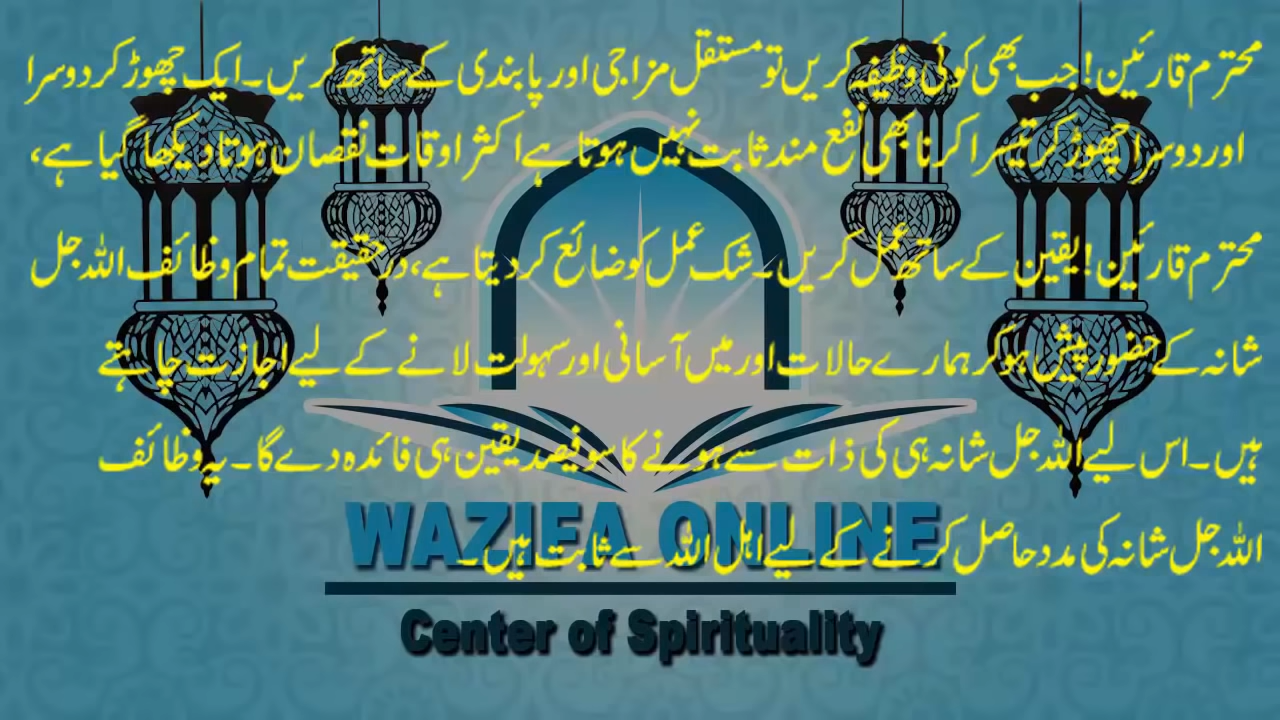 محترم قارئین! جب بھی کوئی وظیفہ کریں تو مستقل مزاجی اور پابندی کے ساتھ کریں۔ ایک چھوڑ کر دوسرا
اور دوسرا چھوڑ کر تیسرا کرنا بھی نفع مند ثابت نہیں ہوتا ہے اکثر اوقات نقصان ہوتا دیکھا گیا ہے،
محترم قارئین! یقین کے ساتھ عمل کریں۔ شک عمل کو ضائع کر دیتا ہے، در حقیقت تمام وظائف اللہ جل
شانہ کے حضور پیش ہو کر ہمارے حالات اور میں آسانی اور سہولت لانے کے لیے اجازت چاہتے
ہیں۔ اس لیے اللہ جل شانہ ہی کی ذات سے ہونے کا سو فیصد یقین ہی فائدہ دے گا۔ یہ وظائف
اللہ جل شانہ کی مدد حاصل کرنے کے لیے اہل اللہ سے ثابت ہیں۔
WAZIFA ONLINE
Center of Spirituality